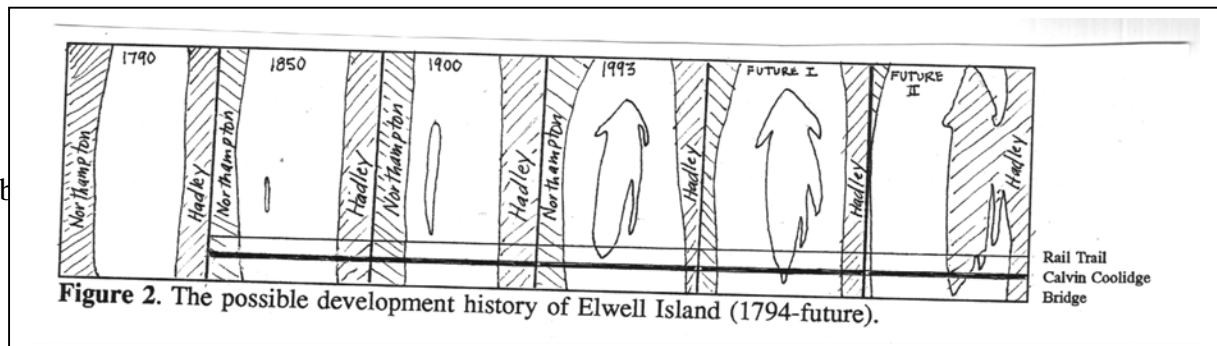 b
1790
1850
1900
1993
FUTURE I
FUTURE
II
Northampton
Hadley
Northampton
Hadley
Northampton
Hadley
Northampton
Hadley
Hadley
Hadley
Rail Trail
Calvin Coolidge
Bridge
Figure 2. The possible development history of Elwell Island (1794-future).